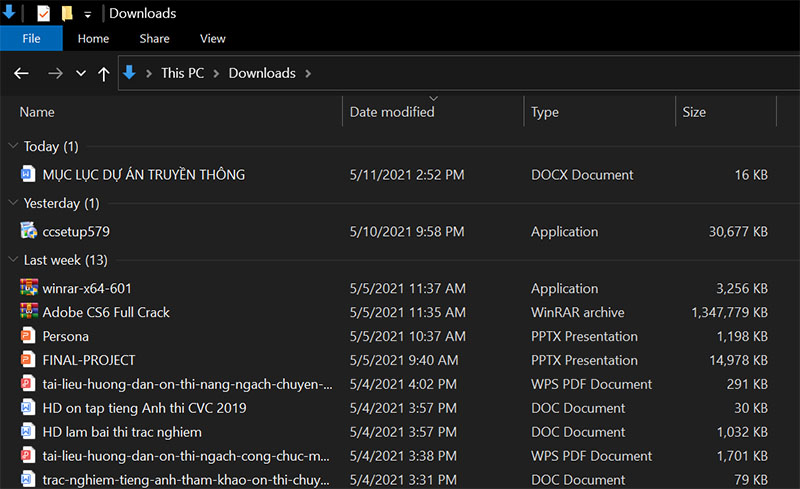 Downloads
File Home Share View
This PC Downloads
Name Date modified Type Size
Today (1)
MỤC LỤC DỰ ÁN TRUYỀN THÔNG 5/11/2021 2:52 PM DOCX Document 16 KB
Yesterday (1)
ccsetup579 5/10/2021 9:58 PM Application 30,677 KB
Last week (13)
winrar-x64-601 5/5/2021 11:37 AM Application 3,256 KB
Adobe CS6 Full Crack 5/5/2021 11:35 AM WinRAR archive 1,347,779 KB
Persona 5/5/2021 10:37 AM PPTX Presentation 1,198 KB
FINAL-PROJECT 5/5/2021 9:40 AM PPTX Presentation 14,978 KB
tai-lieu-huong-dan-on-thi-nang-ngach-chuyen-... 5/4/2021 4:02 PM WPS PDF Document 291 KB
HD on tap tieng Anh thi CVC 2019 5/4/2021 3:57 PM DOC Document 30 KB
HD lam bai thi trac nghiem 5/4/2021 3:57 PM DOC Document 1,032 KB
tai-lieu-huong-dan-on-thi-ngach-cong-chuc-m... 5/4/2021 3:38 PM WPS PDF Document 1,701 KB
trac-nghiem-tieng-anh-tham-khao-on-thi-chuy... 5/4/2021 3:31 PM DOC Document 79 KB